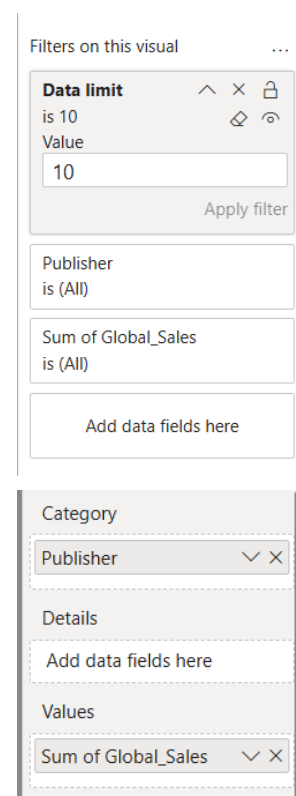 Filters on this visual ...
Data limit
is 10
Value
10
Apply filter
Publisher
is (All)
Sum of Global_Sales
is (All)
Add data fields here
Category
Publisher
Details
Add data fields here
Values
Sum of Global_Sales